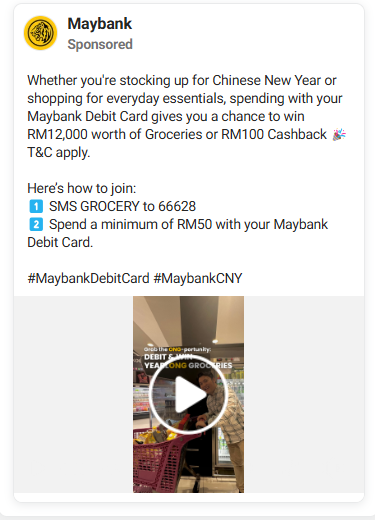 Maybank
Sponsored
Whether you're stocking up for Chinese New Year or
shopping for everyday essentials, spending with your
Maybank Debit Card gives you a chance to win
RM12,000 worth of Groceries or RM100 Cashback 🎉
T&C apply.
Here's how to join:
1️⃣ SMS GROCERY to 66628
2️⃣ Spend a minimum of RM50 with your Maybank
Debit Card.
#MaybankDebitCard #MaybankCNY
Grab the ONG-portunity:
DEBIT & WIN
YEARLONG GROCERIES